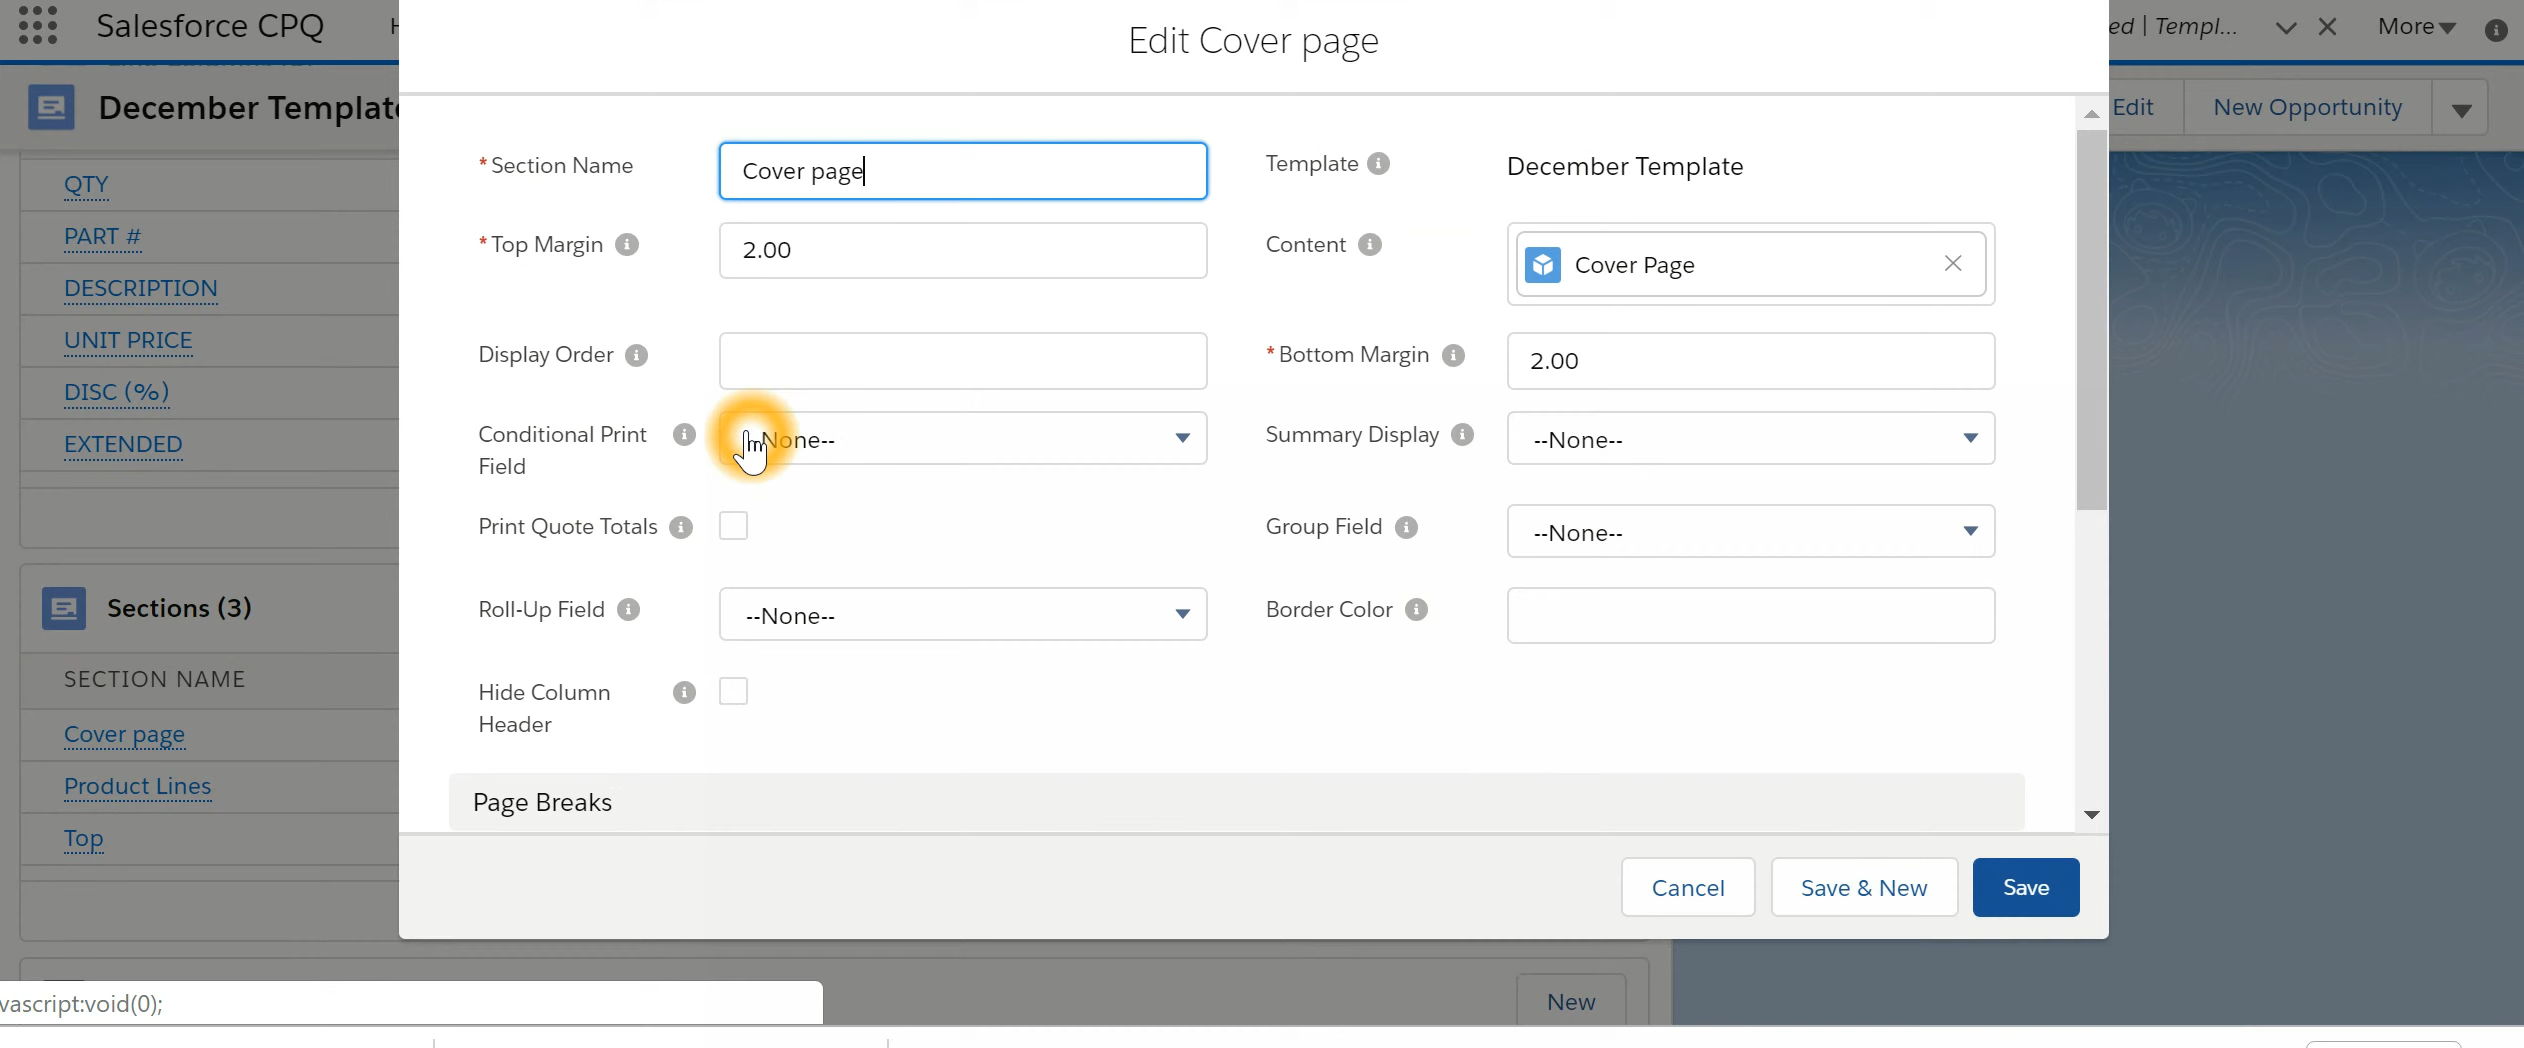 Salesforce CPQ
ed | Templ...
More
December Template
Edit
New Opportunity
QTY
PART #
DESCRIPTION
UNIT PRICE
DISC (%)
EXTENDED
Sections (3)
SECTION NAME
Cover page
Product Lines
Top
Edit Cover page
*Section Name
Cover page
Template
December Template
*Top Margin
2.00
Content
Cover Page
Display Order
*Bottom Margin
2.00
Conditional Print
Field
None--
Summary Display
--None--
Print Quote Totals
Group Field
--None--
Roll-Up Field
--None--
Border Color
Hide Column
Header
Page Breaks
Cancel
Save & New
Save
New
vascript:void(0);